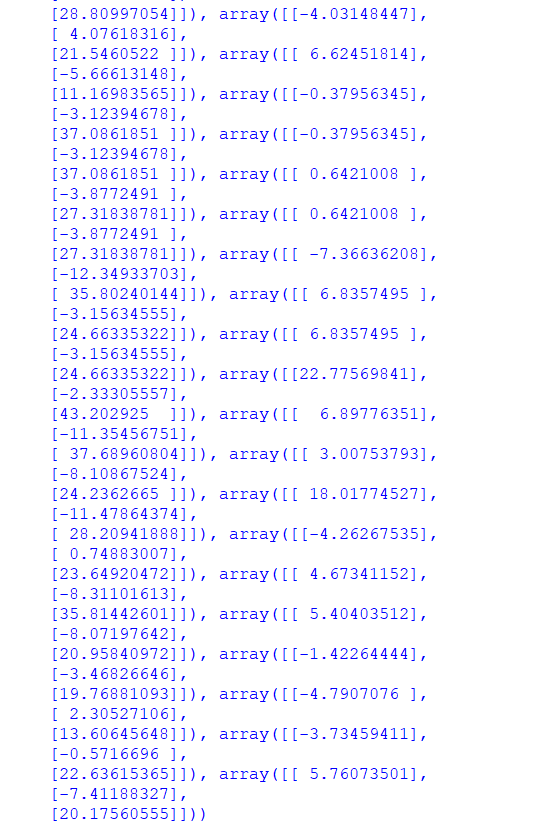 [28.80997054]]), array([[-4.03148447],
[ 4.07618316],
[21.5460522 ]]), array([[ 6.62451814],
[-5.66613148],
[11.16983565]]), array([[-0.37956345],
[-3.12394678],
[37.0861851 ]]), array([[-0.37956345],
[-3.12394678],
[37.0861851 ]]), array([[ 0.6421008 ],
[-3.8772491 ],
[27.31838781]]), array([[ 0.6421008 ],
[-3.8772491 ],
[27.31838781]]), array([[ -7.36636208],
[-12.34933703],
[ 35.80240144]]), array([[ 6.8357495 ],
[-3.15634555],
[24.66335322]]), array([[ 6.8357495 ],
[-3.15634555],
[24.66335322]]), array([[22.77569841],
[-2.33305557],
[43.202925  ]]), array([[  6.89776351],
[-11.35456751],
[ 37.68960804]]), array([[ 3.00753793],
[-8.10867524],
[24.2362665 ]]), array([[ 18.01774527],
[-11.47864374],
[ 28.20941888]]), array([[-4.26267535],
[ 0.74883007],
[23.64920472]]), array([[ 4.67341152],
[-8.31101613],
[35.81442601]]), array([[ 5.40403512],
[-8.07197642],
[20.95840972]]), array([[-1.42264444],
[-3.46826646],
[19.76881093]]), array([[-4.7907076 ],
[ 2.30527106],
[13.60645648]]), array([[-3.73459411],
[-0.5716696 ],
[22.63615365]]), array([[ 5.76073501],
[-7.41188327],
[20.17560555]]))